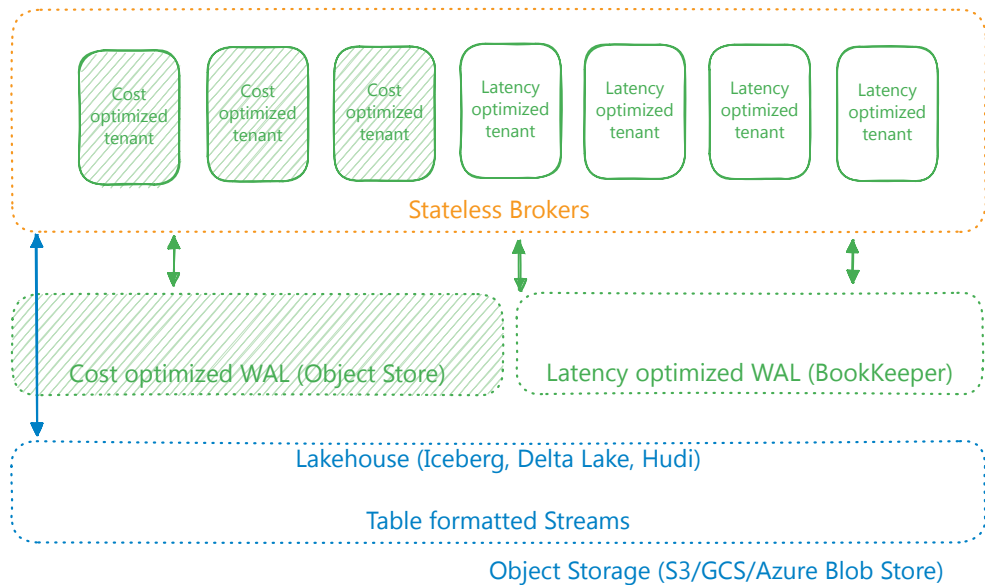 Cost
optimized
tenant
Cost
optimized
tenant
Cost
optimized
tenant
Latency
optimized
tenant
Latency
optimized
tenant
Latency
optimized
tenant
Latency
optimized
tenant
Stateless Brokers
Cost optimized WAL (Object Store)
Latency optimized WAL (BookKeeper)
Lakehouse (Iceberg, Delta Lake, Hudi)
Table formatted Streams
Object Storage (S3/GCS/Azure Blob Store)